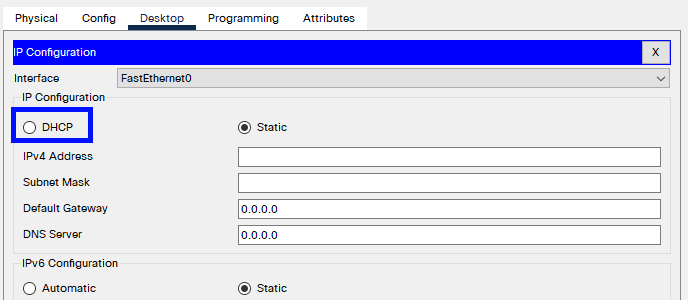 Physical Config Desktop Programming Attributes
IP Configuration X
Interface FastEthernet0
IP Configuration
DHCP Static
IPv4 Address
Subnet Mask
Default Gateway 0.0.0.0
DNS Server 0.0.0.0
IPv6 Configuration
Automatic Static